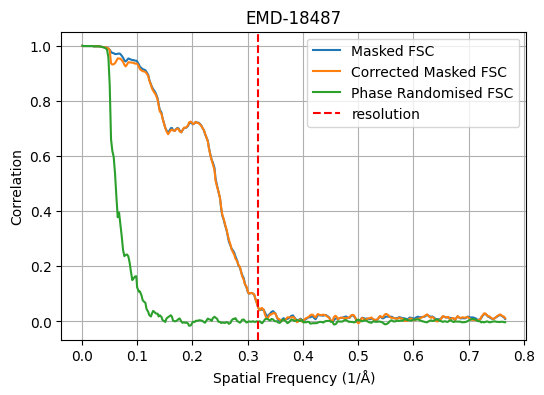 EMD-18487
Masked FSC
Corrected Masked FSC
Phase Randomised FSC
resolution
Correlation
1.0
0.8
0.6
0.4
0.2
0.0
0.0 0.1 0.2 0.3 0.4 0.5 0.6 0.7 0.8
Spatial Frequency (1/Å)